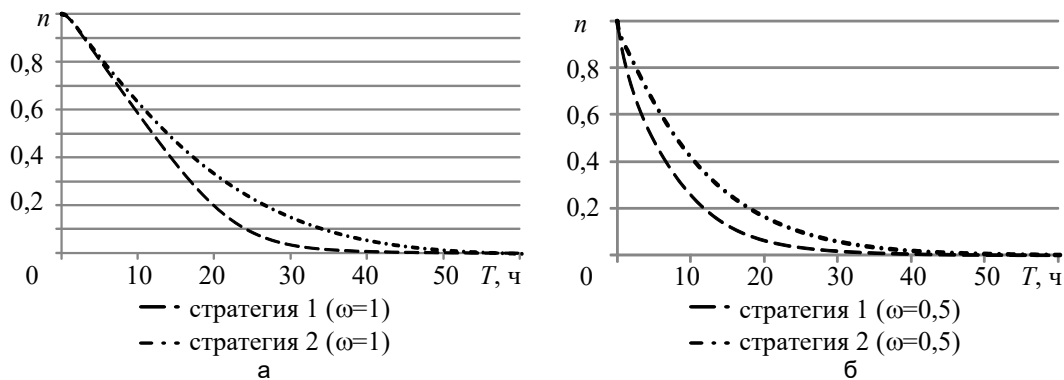 n
0,8
0,6
0,4
0,2
0
10
20
30
40
50
T, ч
стратегия 1 (ω=1)
стратегия 2 (ω=1)
а
n
0,8
0,6
0,4
0,2
0
10
20
30
40
50
T, ч
стратегия 1 (ω=0,5)
стратегия 2 (ω=0,5)
б